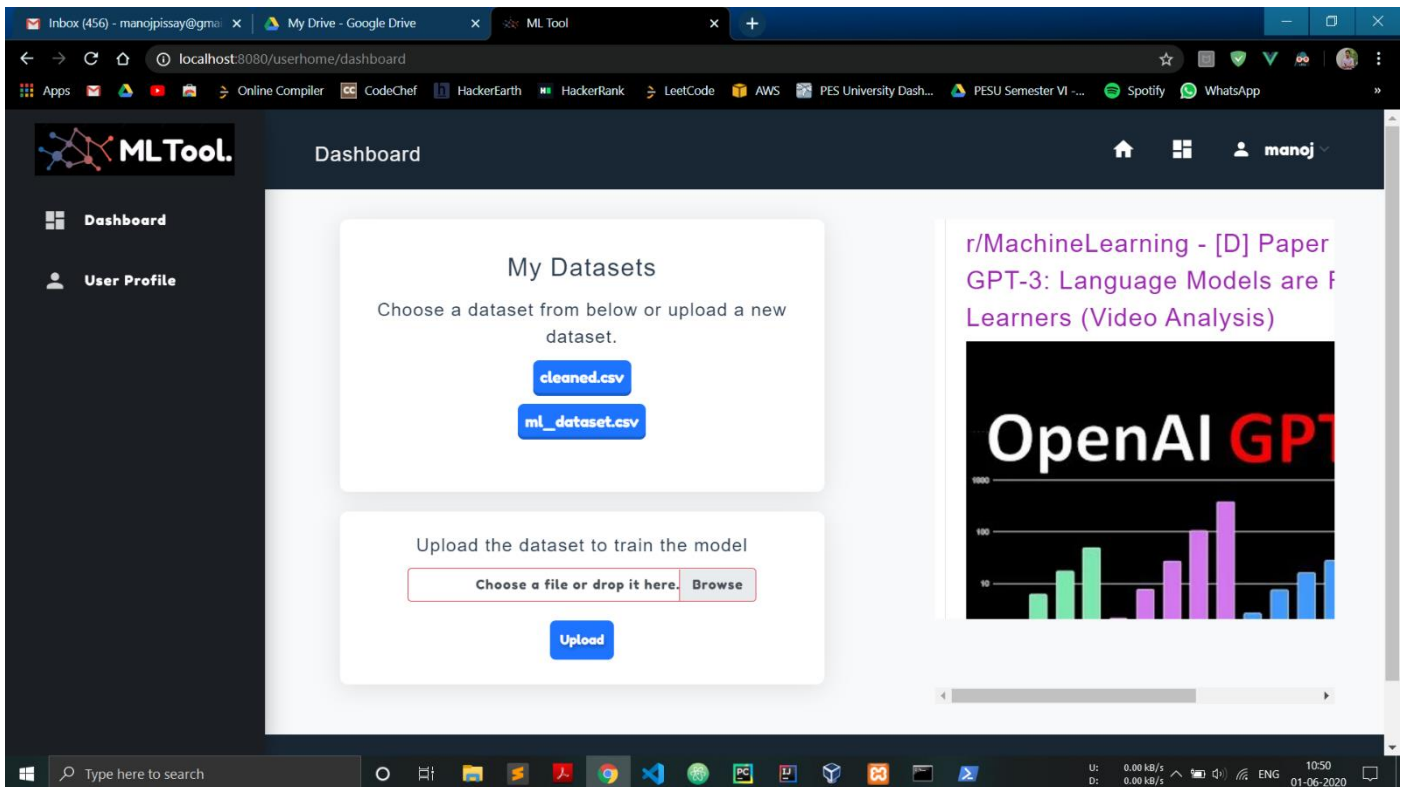 Inbox (456) - manojpissay@gmai
My Drive - Google Drive
ML Tool
localhost:8080/userhome/dashboard
Apps
Online Compiler
CodeChef
HackerEarth
HackerRank
LeetCode
AWS
PES University Dash...
PESU Semester VI -...
Spotify
WhatsApp
»
MLTool.
Dashboard
manoj
Dashboard
User Profile
My Datasets
Choose a dataset from below or upload a new
dataset.
cleaned.csv
ml_dataset.csv
Upload the dataset to train the model
Choose a file or drop it here.
Browse
Upload
r/MachineLearning - [D] Paper
GPT-3: Language Models are F
Learners (Video Analysis)
OpenAI GPT
1000
100
10
Type here to search
U: 0.00 kB/s
D: 0.00 kB/s
ENG
10:50
01-06-2020